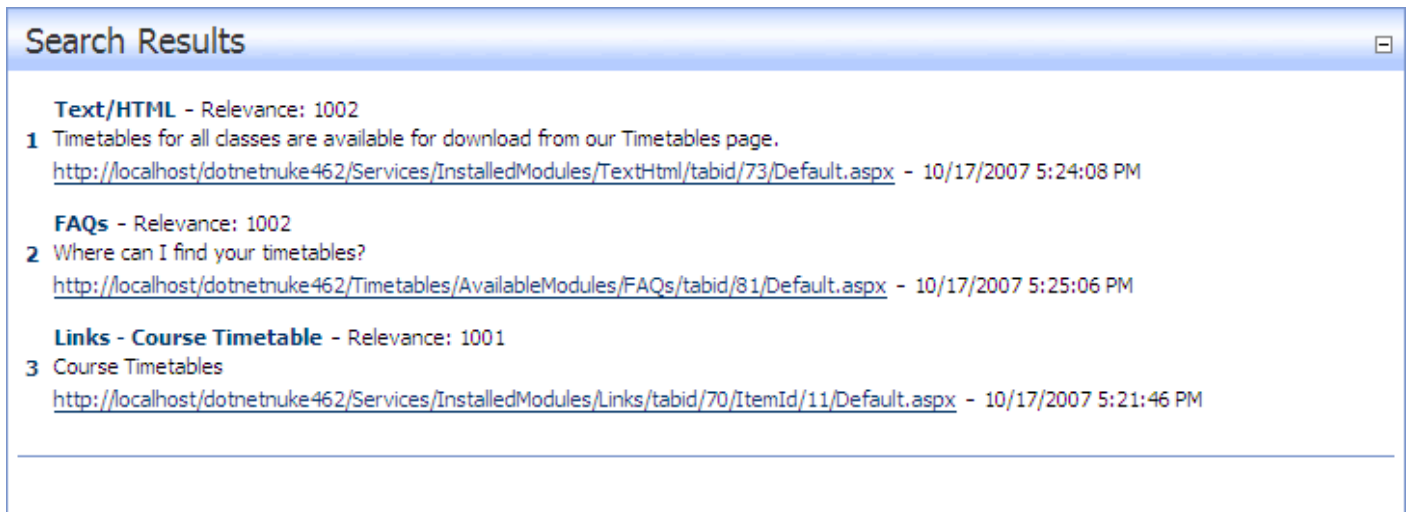 Search Results
Text/HTML - Relevance: 1002
1 Timetables for all classes are available for download from our Timetables page.
http://localhost/dotnetnuke462/Services/InstalledModules/TextHtml/tabid/73/Default.aspx - 10/17/2007 5:24:08 PM
FAQs - Relevance: 1002
2 Where can I find your timetables?
http://localhost/dotnetnuke462/Timetables/AvailableModules/FAQs/tabid/81/Default.aspx - 10/17/2007 5:25:06 PM
Links - Course Timetable - Relevance: 1001
3 Course Timetables
http://localhost/dotnetnuke462/Services/InstalledModules/Links/tabid/70/ItemId/11/Default.aspx - 10/17/2007 5:21:46 PM